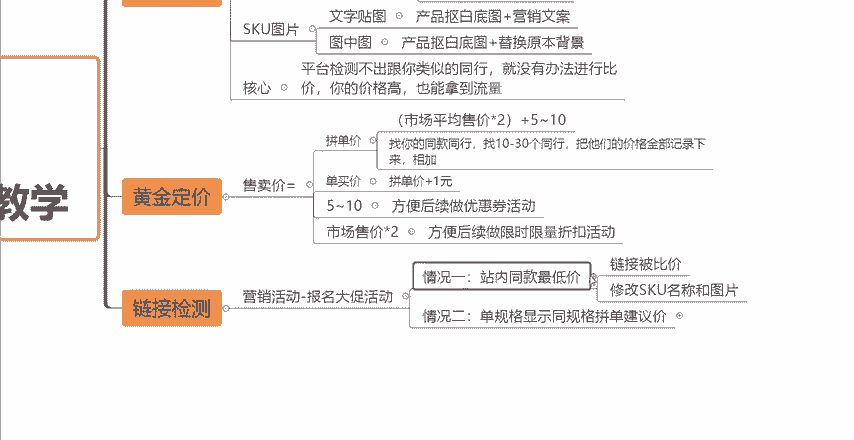 SKU图片
文字贴图
产品抠白底图+营销文案
图中图
产品抠白底图+替换原本背景
核心
平台检测不出跟你类似的同行，就没有办法进行比
价，你的价格高，也能拿到流量
教学
黄金定价
售卖价=
拼单价
（市场平均售价*2）+5~10
找你的同款同行，找10-30个同行，把他们的价格全部记录下
来，相加
单买价
拼单价+1元
5~10
方便后续做优惠券活动
市场售价*2
方便后续做限时限量折扣活动
链接检测
营销活动-报名大促活动
情况一：站内同款最低价
链接被比价
修改SKU名称和图片
情况二：单规格显示同规格拼单建议价